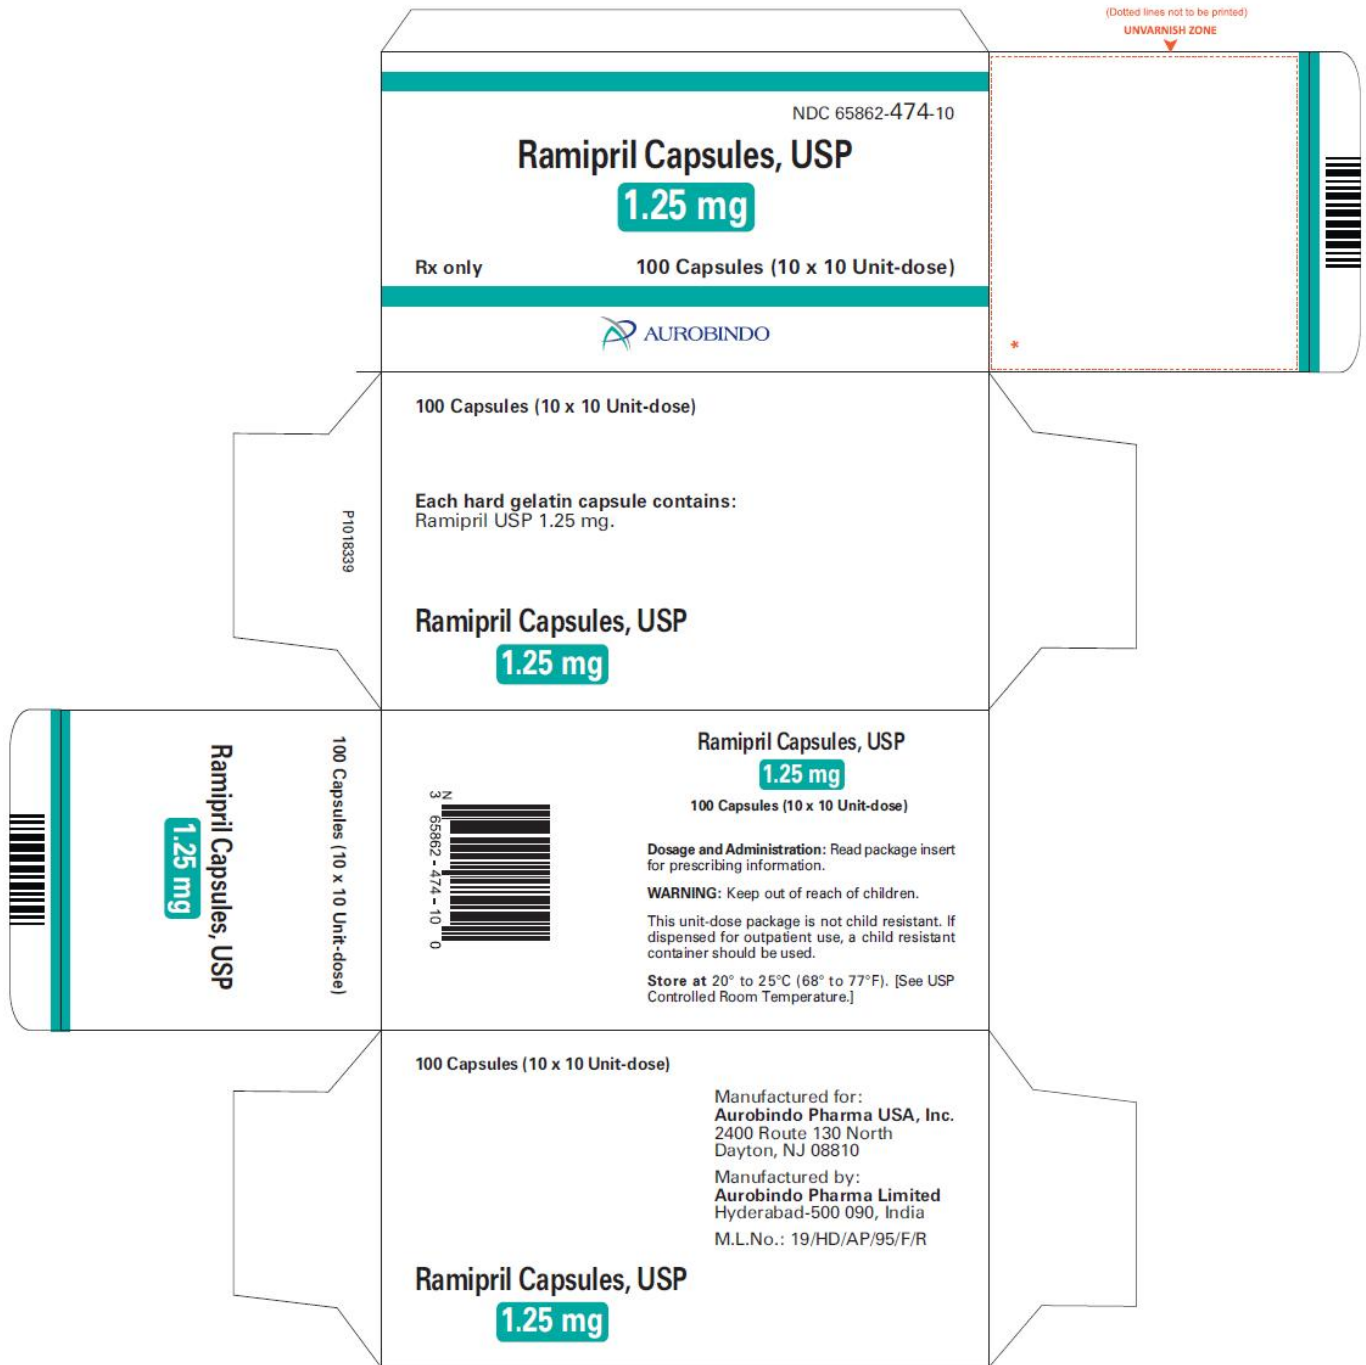 (Dotted lines not to be printed)
UNVARNISH ZONE
NDC 65862-474-10
Ramipril Capsules, USP
1.25 mg
Rx only 100 Capsules (10 x 10 Unit-dose)
AUROBINDO
*
100 Capsules (10 x 10 Unit-dose)
Each hard gelatin capsule contains:
Ramipril USP 1.25 mg.
P1018339
Ramipril Capsules, USP
1.25 mg
100 Capsules (10 x 10 Unit-dose)
Ramipril Capsules, USP
1.25 mg
N
3 65862-474-10 0
Ramipril Capsules, USP
1.25 mg
100 Capsules (10 x 10 Unit-dose)
Dosage and Administration: Read package insert
for prescribing information.
WARNING: Keep out of reach of children.
This unit-dose package is not child resistant. If
dispensed for outpatient use, a child resistant
container should be used.
Store at 20° to 25°C (68° to 77°F). [See USP
Controlled Room Temperature.]
100 Capsules (10 x 10 Unit-dose)
Manufactured for:
Aurobindo Pharma USA, Inc.
2400 Route 130 North
Dayton, NJ 08810
Manufactured by:
Aurobindo Pharma Limited
Hyderabad-500 090, India
M.L.No.: 19/HD/AP/95/F/R
Ramipril Capsules, USP
1.25 mg